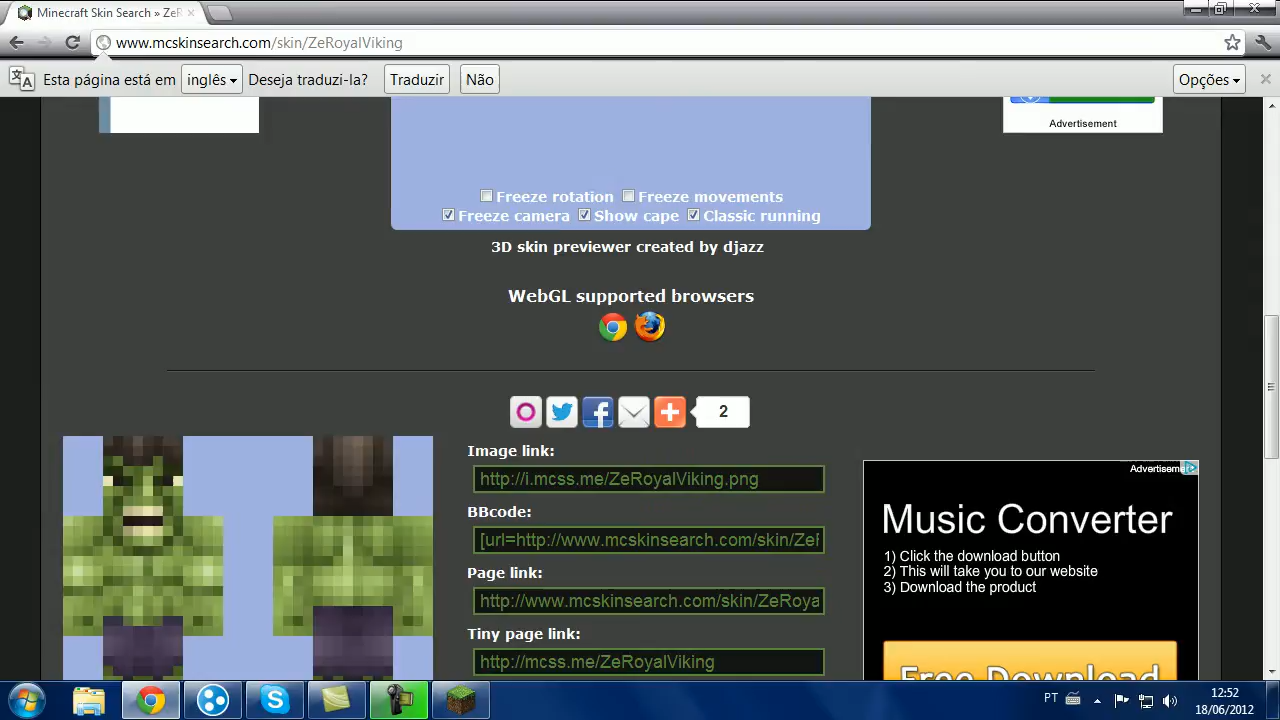 Minecraft Skin Search » ZeR
www.mcskinsearch.com/skin/ZeRoyalViking
Esta página está em inglês Deseja traduzi-la? Traduzir Não Opções
Advertisement
Freeze rotation Freeze movements
Freeze camera Show cape Classic running
3D skin previewer created by djazz
WebGL supported browsers
2
Image link:
http://i.mcss.me/ZeRoyalViking.png
BBcode:
[url=http://www.mcskinsearch.com/skin/ZeR
Page link:
http://www.mcskinsearch.com/skin/ZeRoya
Tiny page link:
http://mcss.me/ZeRoyalViking
Advertisement
Music Converter
1) Click the download button
2) This will take you to our website
3) Download the product
Free Download
PT
12:52
18/06/2012